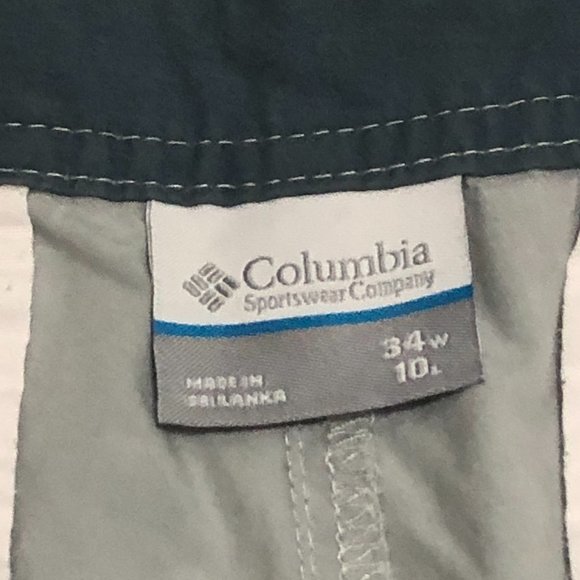 Columbia
Sportswear Company
34W
10L
MADE IN
SRI LANKA